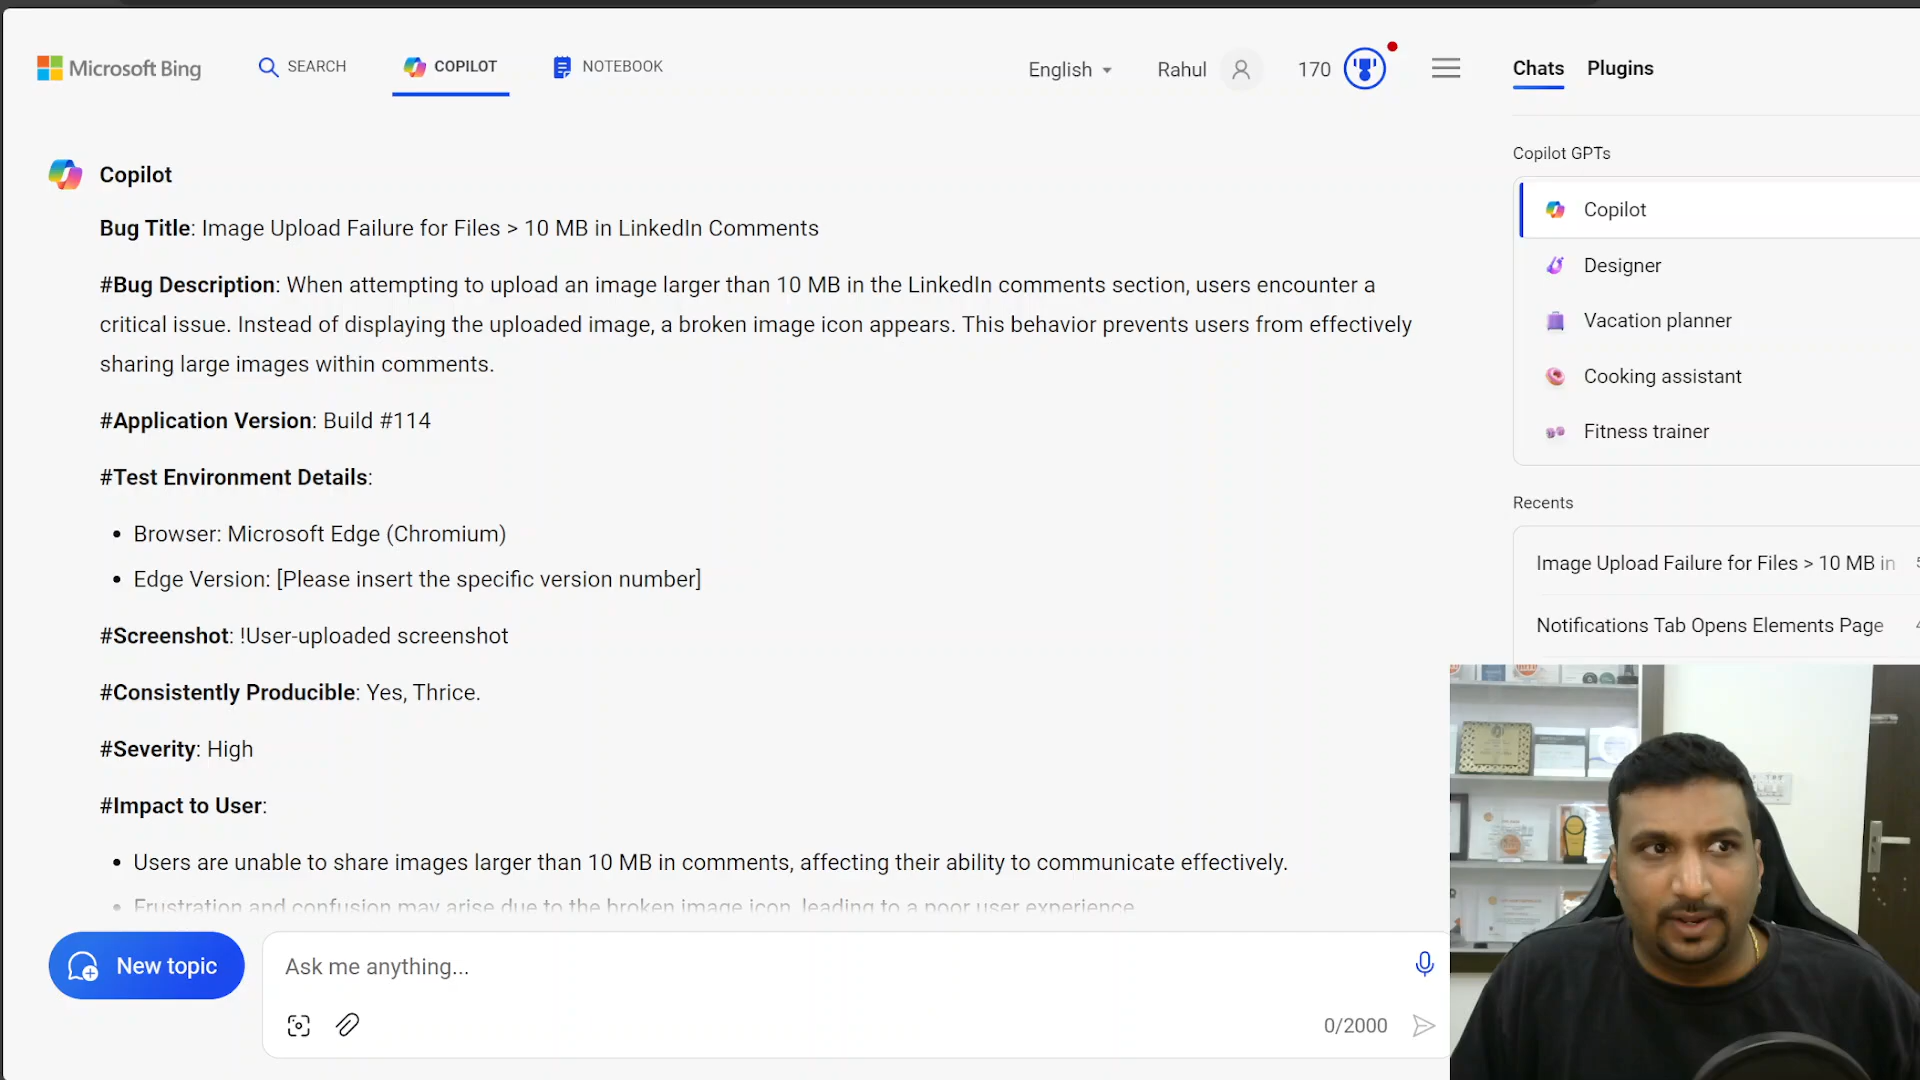 Microsoft Bing
SEARCH
COPILOT
NOTEBOOK
English
Rahul
170
Chats
Plugins
Copilot
Bug Title: Image Upload Failure for Files > 10 MB in LinkedIn Comments
#Bug Description: When attempting to upload an image larger than 10 MB in the LinkedIn comments section, users encounter a
critical issue. Instead of displaying the uploaded image, a broken image icon appears. This behavior prevents users from effectively
sharing large images within comments.
#Application Version: Build #114
#Test Environment Details:
• Browser: Microsoft Edge (Chromium)
• Edge Version: [Please insert the specific version number]
#Screenshot: !User-uploaded screenshot
#Consistently Producible: Yes, Thrice.
#Severity: High
#Impact to User:
• Users are unable to share images larger than 10 MB in comments, affecting their ability to communicate effectively.
• Frustration and confusion may arise due to the broken image icon, leading to a poor user experience
New topic
Ask me anything...
0/2000
Copilot GPTs
Copilot
Designer
Vacation planner
Cooking assistant
Fitness trainer
Recents
Image Upload Failure for Files > 10 MB in
Notifications Tab Opens Elements Page